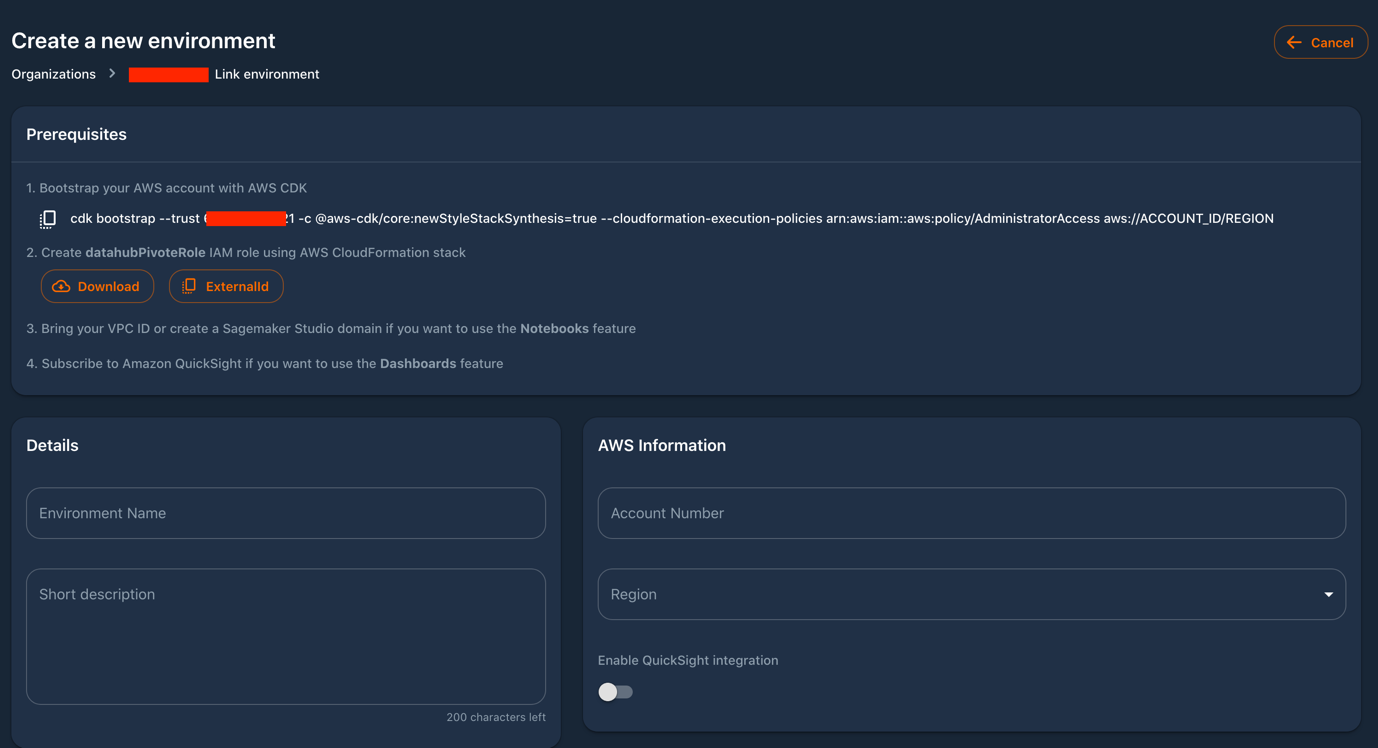 Create a new environment
Cancel
Organizations > Link environment
Prerequisites
1. Bootstrap your AWS account with AWS CDK
cdk bootstrap --trust 21 -c @aws-cdk/core:newStyleStackSynthesis=true --cloudformation-execution-policies arn:aws:iam::aws:policy/AdministratorAccess aws://ACCOUNT_ID/REGION
2. Create datahubPivoteRole IAM role using AWS CloudFormation stack
Download
ExternalId
3. Bring your VPC ID or create a Sagemaker Studio domain if you want to use the Notebooks feature
4. Subscribe to Amazon QuickSight if you want to use the Dashboards feature
Details
Environment Name
Short description
200 characters left
AWS Information
Account Number
Region
Enable QuickSight integration